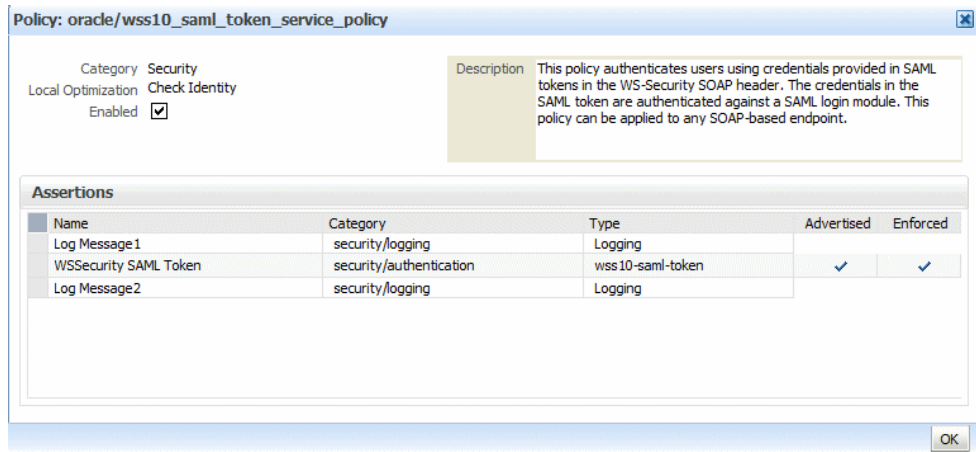 Policy: oracle/wss10_saml_token_service_policy
Category Security
Local Optimization Check Identity
Enabled
Description This policy authenticates users using credentials provided in SAML
tokens in the WS-Security SOAP header. The credentials in the
SAML token are authenticated against a SAML login module. This
policy can be applied to any SOAP-based endpoint.
Assertions
Name Category Type Advertised Enforced
Log Message1 security/logging Logging
WSSecurity SAML Token security/authentication wss10-saml-token
Log Message2 security/logging Logging
OK